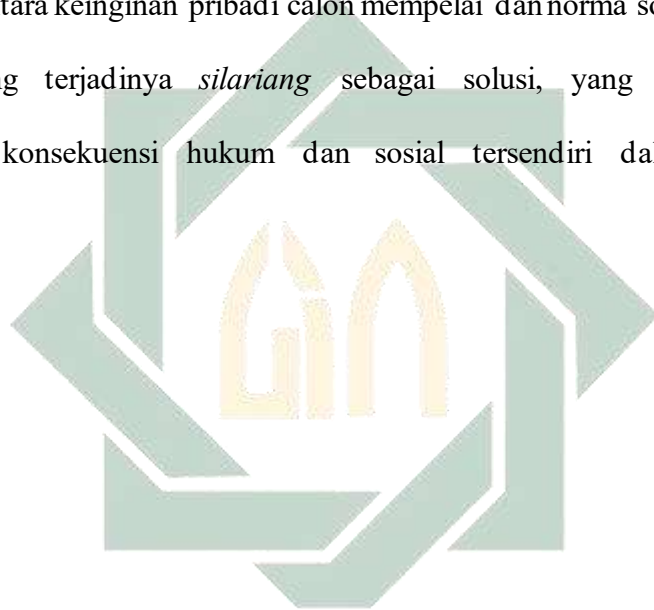 tara keinginan pribadi calon mempelai dan norma so
ng terjadinya silariang sebagai solusi, yang
konsekuensi hukum dan sosial tersendiri dal